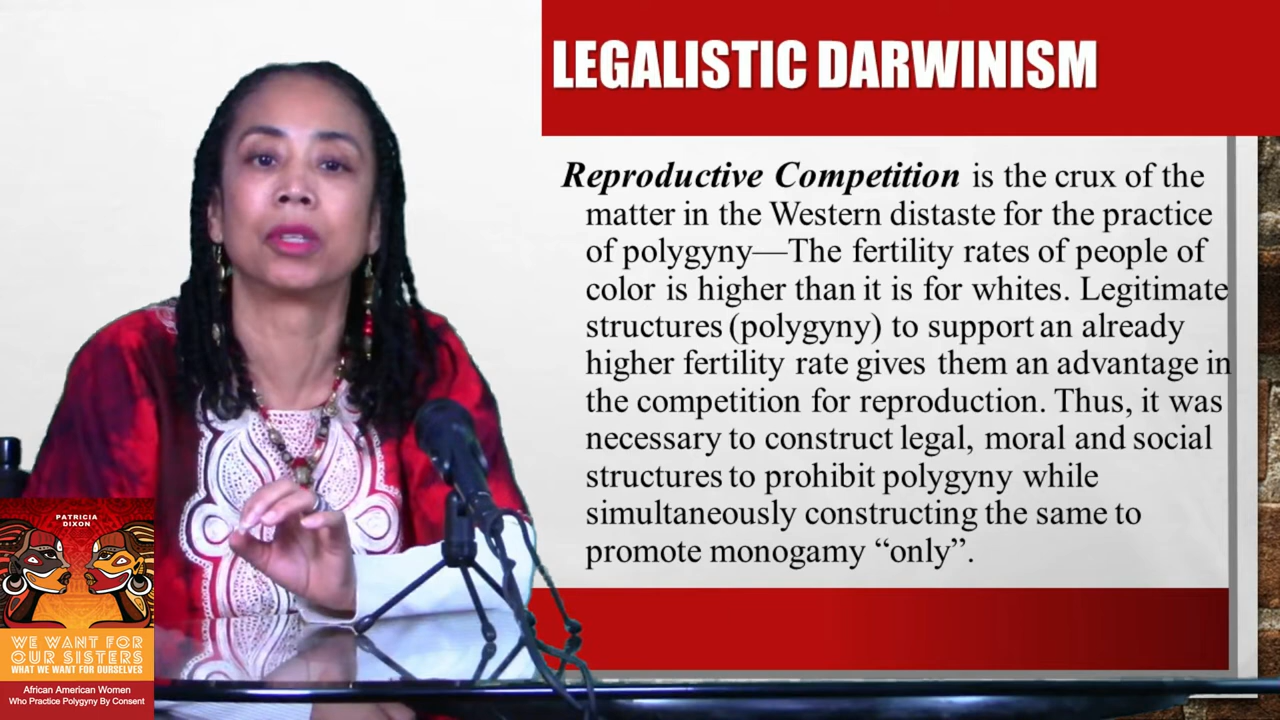 LEGALISTIC DARWINISM
Reproductive Competition is the crux of the
matter in the Western distaste for the practice
of polygyny—The fertility rates of people of
color is higher than it is for whites. Legitimate
structures (polygyny) to support an already
higher fertility rate gives them an advantage in
the competition for reproduction. Thus, it was
necessary to construct legal, moral and social
structures to prohibit polygyny while
simultaneously constructing the same to
promote monogamy “only”.
PATRICIA
DIXON
WE WANT FOR
OUR SISTERS
WHAT WE WANT FOR OURSELVES
African American Women
Who Practice Polygyny By Consent